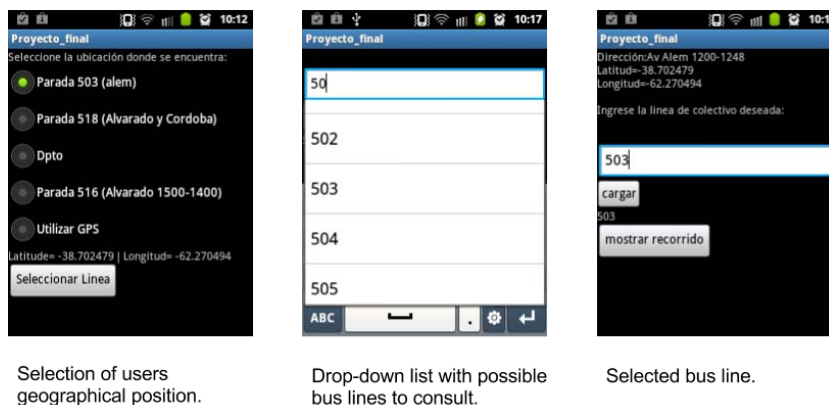 10:12
Proyecto_final
Seleccione la ubicación donde se encuentra:
Parada 503 (alem)
Parada 518 (Alvarado y Cordoba)
Dpto
Parada 516 (Alvarado 1500-1400)
Utilizar GPS
Latitude= -38.702479 | Longitud= -62.270494
Seleccionar Linea
Selection of users
geographical position.
10:17
Proyecto_final
50
502
503
504
505
ABC
.
Drop-down list with possible
bus lines to consult.
Proyecto_final
Dirección:Av Alem 1200-1248
Latitud=-38.702479
Longitud=-62.270494
Ingrese la linea de colectivo deseada:
503
cargar
503
mostrar recorrido
Selected bus line.